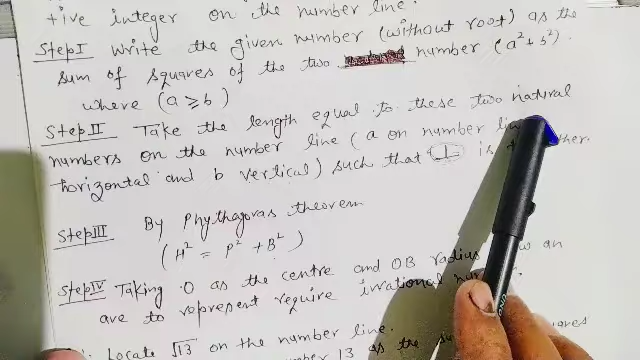 +ive integer on the number line.
Step I Write the given number (without root) as the
sum of squares of the two number (a² + b²)
where (a ≥ b)
Step II Take the length equal to these two natural
numbers on the number line (a on number
horizontal and b vertical) such that ⊥ is
Step III By Phythagoras theorem
(H² = P² + B²)
Step IV Taking O as the centre and OB radius an
arc to represent require irrational
Locate √13 on the number line.
number 13 as the